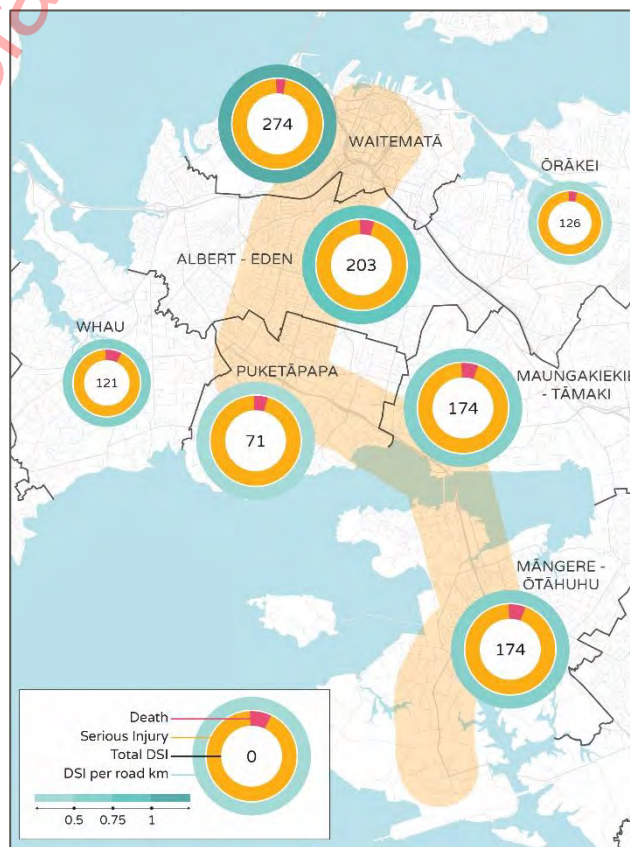 274
WAITEMATĀ
ŌRĀKEI
126
ALBERT - EDEN
203
WHAU
121
PUKETĀPAPA
71
MAUNGAKIEKIE
- TĀMAKI
174
MĀNGERE -
ŌTĀHUHU
174
Death
Serious Injury
Total DSI
DSI per road km
0
0.5 0.75 1